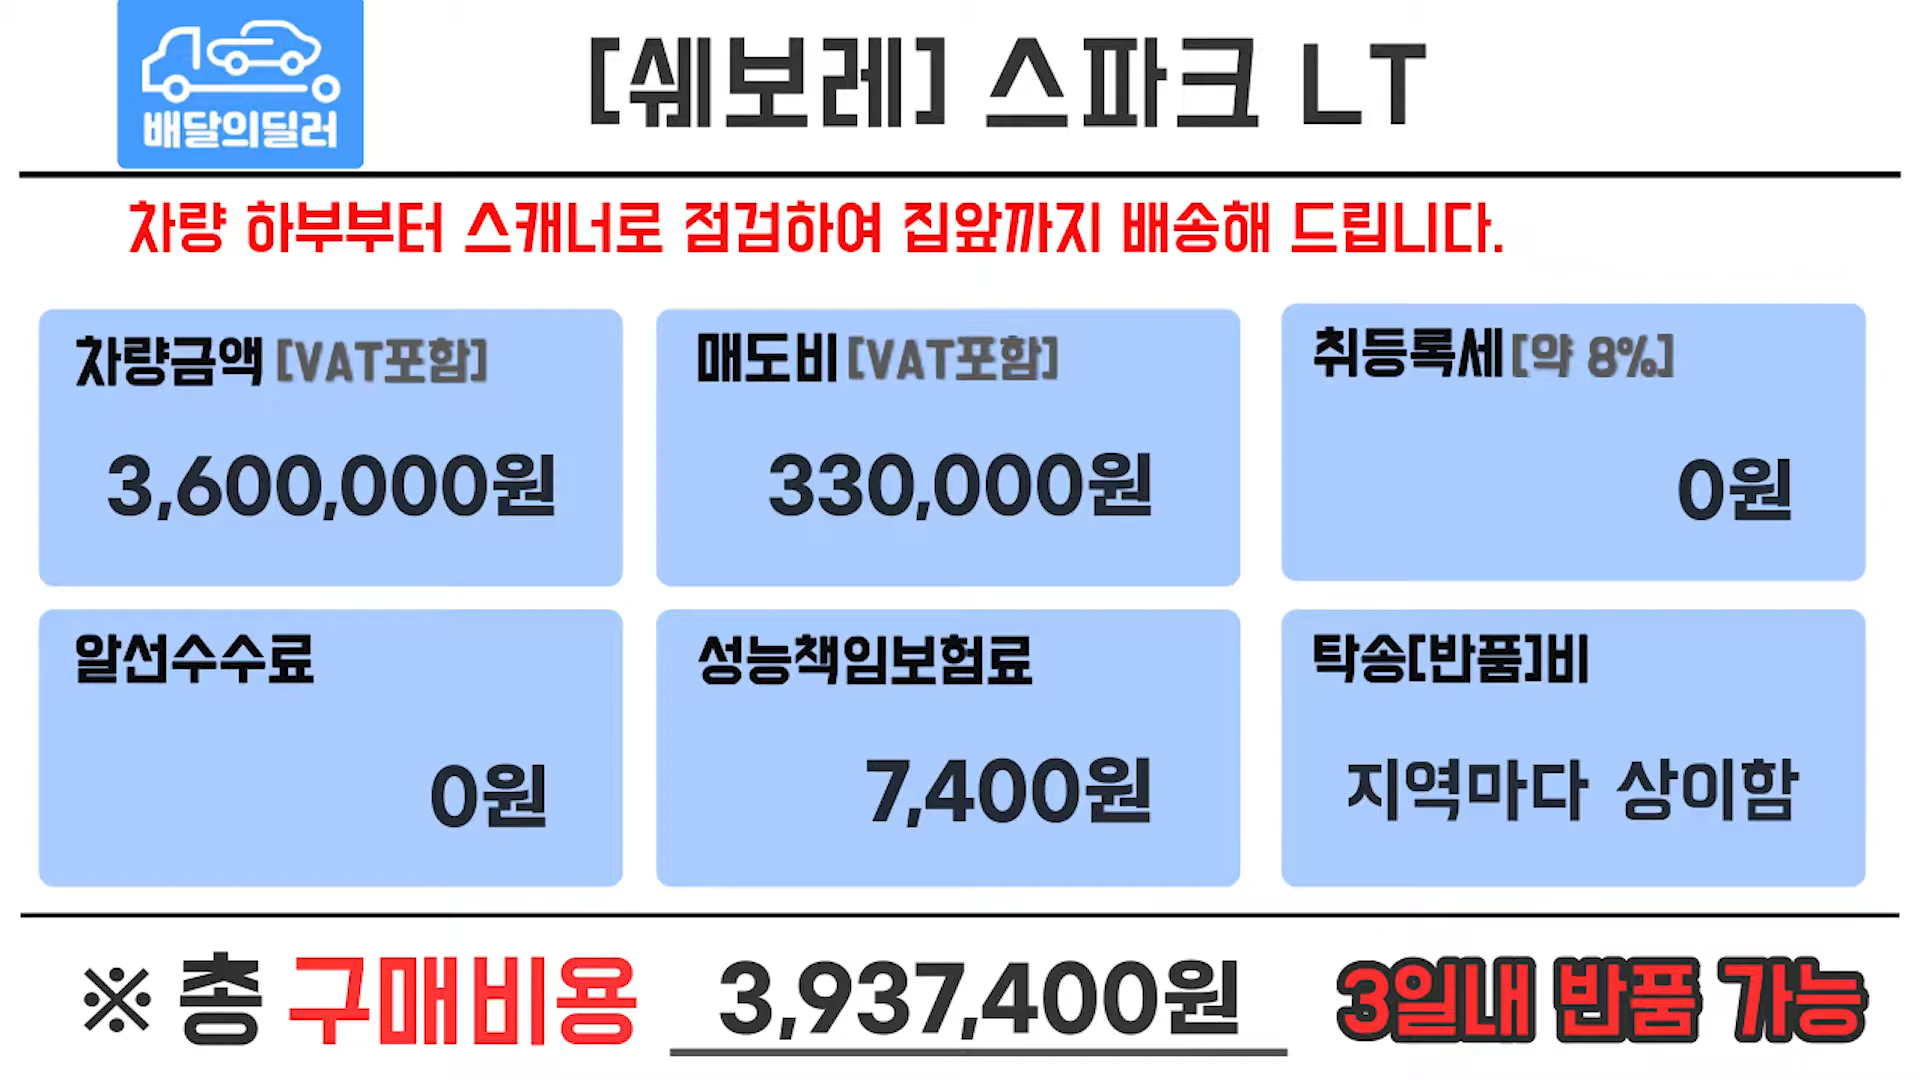 배달의딜러
[쉐보레] 스파크 LT
차량 하부부터 스캐너로 점검하여 집앞까지 배송해 드립니다.
차량금액 [VAT포함]
3,600,000원
매도비 [VAT포함]
330,000원
취등록세 [약 8%]
0원
알선수수료
0원
성능책임보험료
7,400원
탁송[반품]비
지역마다 상이함
※ 총 구매비용 3,937,400원 3일내 반품 가능